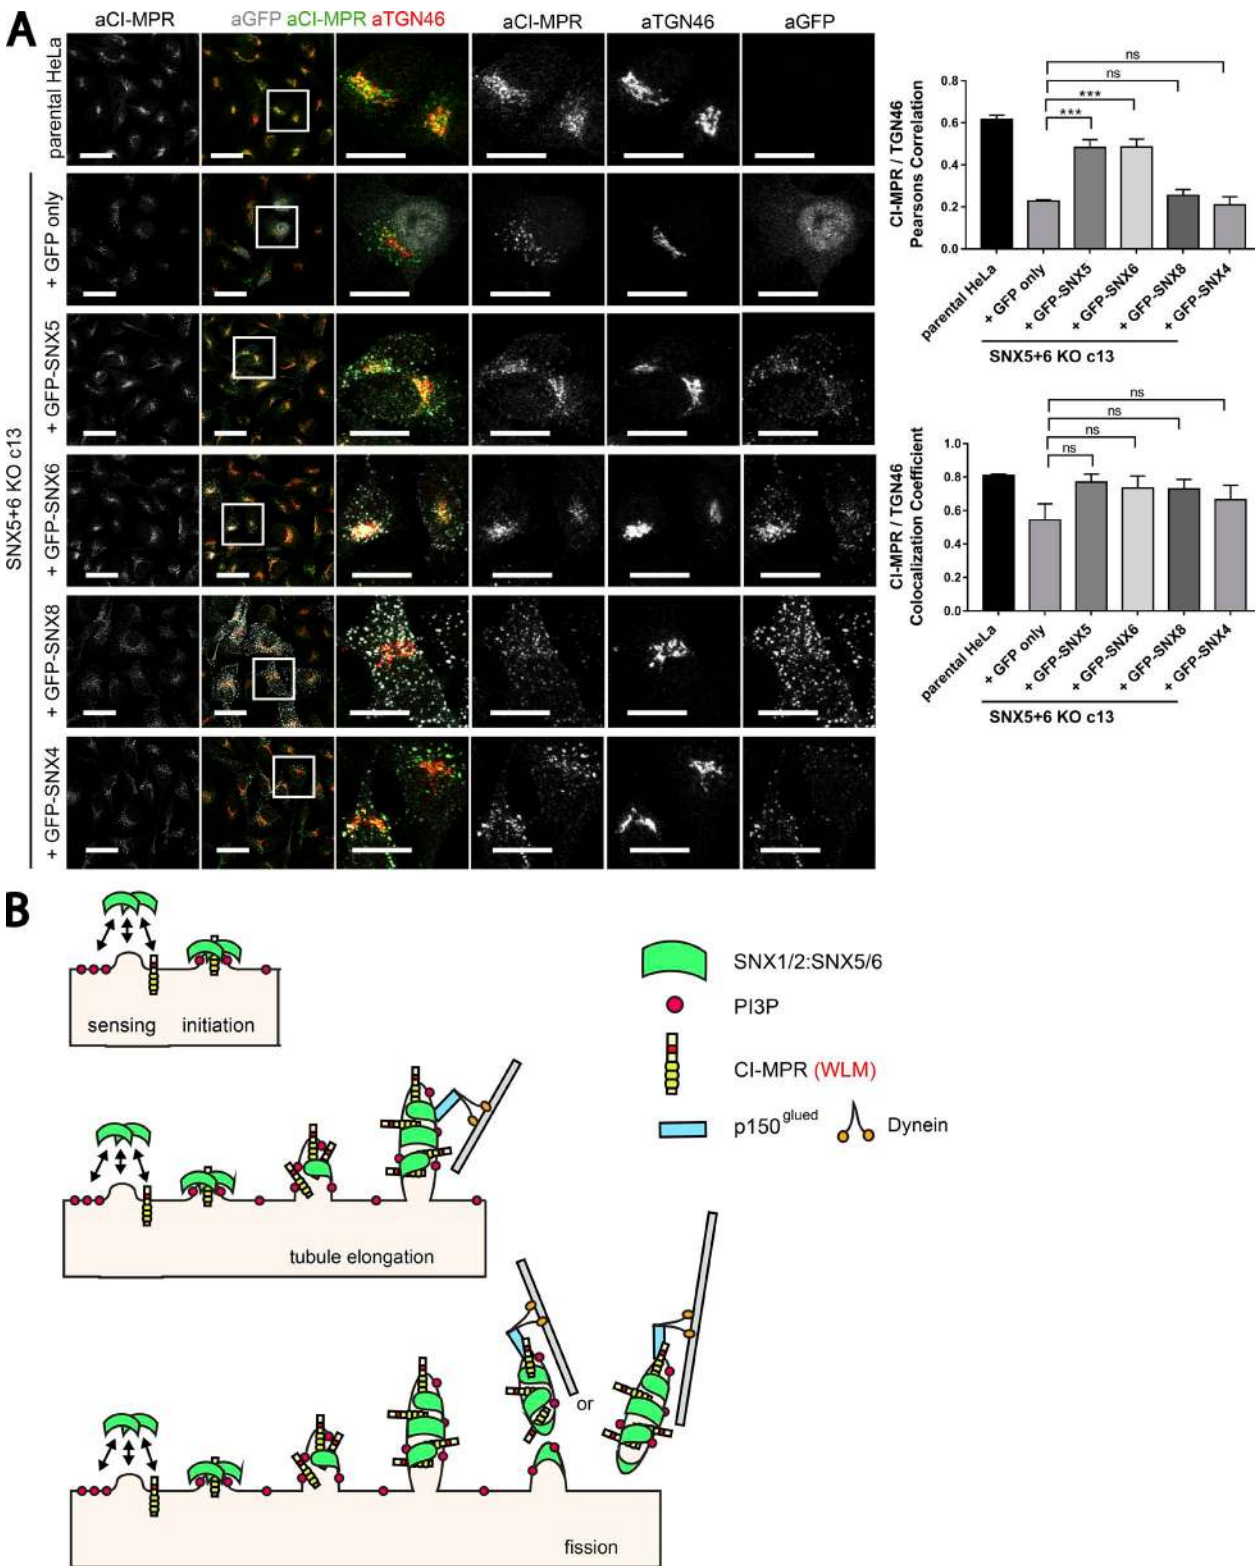 A
aCI-MPR
aGFP aCI-MPR aTGN46
aCI-MPR
aTGN46
aGFP
parental HeLa
SNX5+6 KO c13
+ GFP only
+ GFP-SNX5
+ GFP-SNX6
+ GFP-SNX8
+ GFP-SNX4
CI-MPR / TGN46
Pearsons Correlation
0.8
0.6
0.4
0.2
0.0
ns
ns
***
***
parental HeLa
+ GFP only
+ GFP-SNX5
+ GFP-SNX6
+ GFP-SNX8
+ GFP-SNX4
SNX5+6 KO c13
CI-MPR / TGN46
Colocalization Coefficient
1.0
0.8
0.6
0.4
0.2
0.0
ns
ns
ns
ns
parental HeLa
+ GFP only
+ GFP-SNX5
+ GFP-SNX6
+ GFP-SNX8
+ GFP-SNX4
SNX5+6 KO c13
B
sensing initiation
SNX1/2:SNX5/6
PI3P
CI-MPR (WLM)
p150glued
Dynein
tubule elongation
or
fission